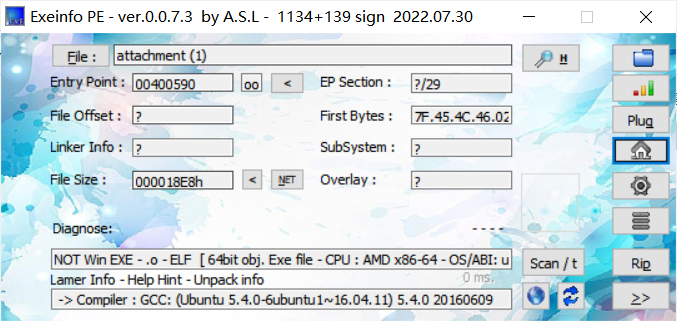 Exeinfo PE - ver.0.0.7.3 by A.S.L - 1134+139 sign 2022.07.30
File : attachment (1) H
Entry Point : 00400590 oo < EP Section : ?/29
File Offset : ? First Bytes : 7F.45.4C.46.02 Plug
Linker Info : ? SubSystem : ?
File Size : 000018E8h < NET Overlay : ?
Diagnose: - - - -
NOT Win EXE - .o - ELF [ 64bit obj. Exe file - CPU : AMD x86-64 - OS/ABI: u Scan / t Rip
Lamer Info - Help Hint - Unpack info 0 ms.
-> Compiler : GCC: (Ubuntu 5.4.0-6ubuntu1~16.04.11) 5.4.0 20160609 >>